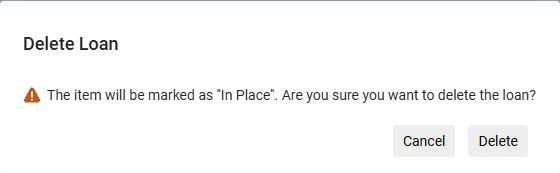 Delete Loan
The item will be marked as "In Place". Are you sure you want to delete the loan?
Cancel Delete